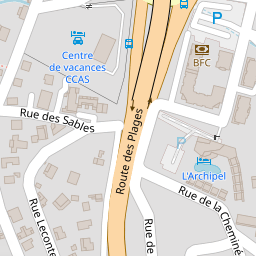 P
Centre
de vacances
CCAS
BFC
Rue des Sables
Route des Plages
L'Archipel
Rue de la Cheminé
Rue Leconte
Rue de